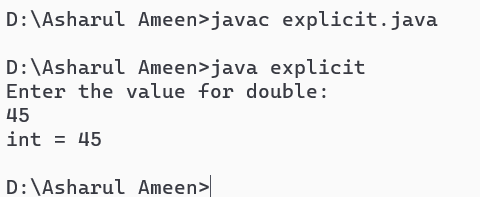 D:\Asharul Ameen>javac explicit.java
D:\Asharul Ameen>java explicit
Enter the value for double:
45
int = 45
D:\Asharul Ameen>